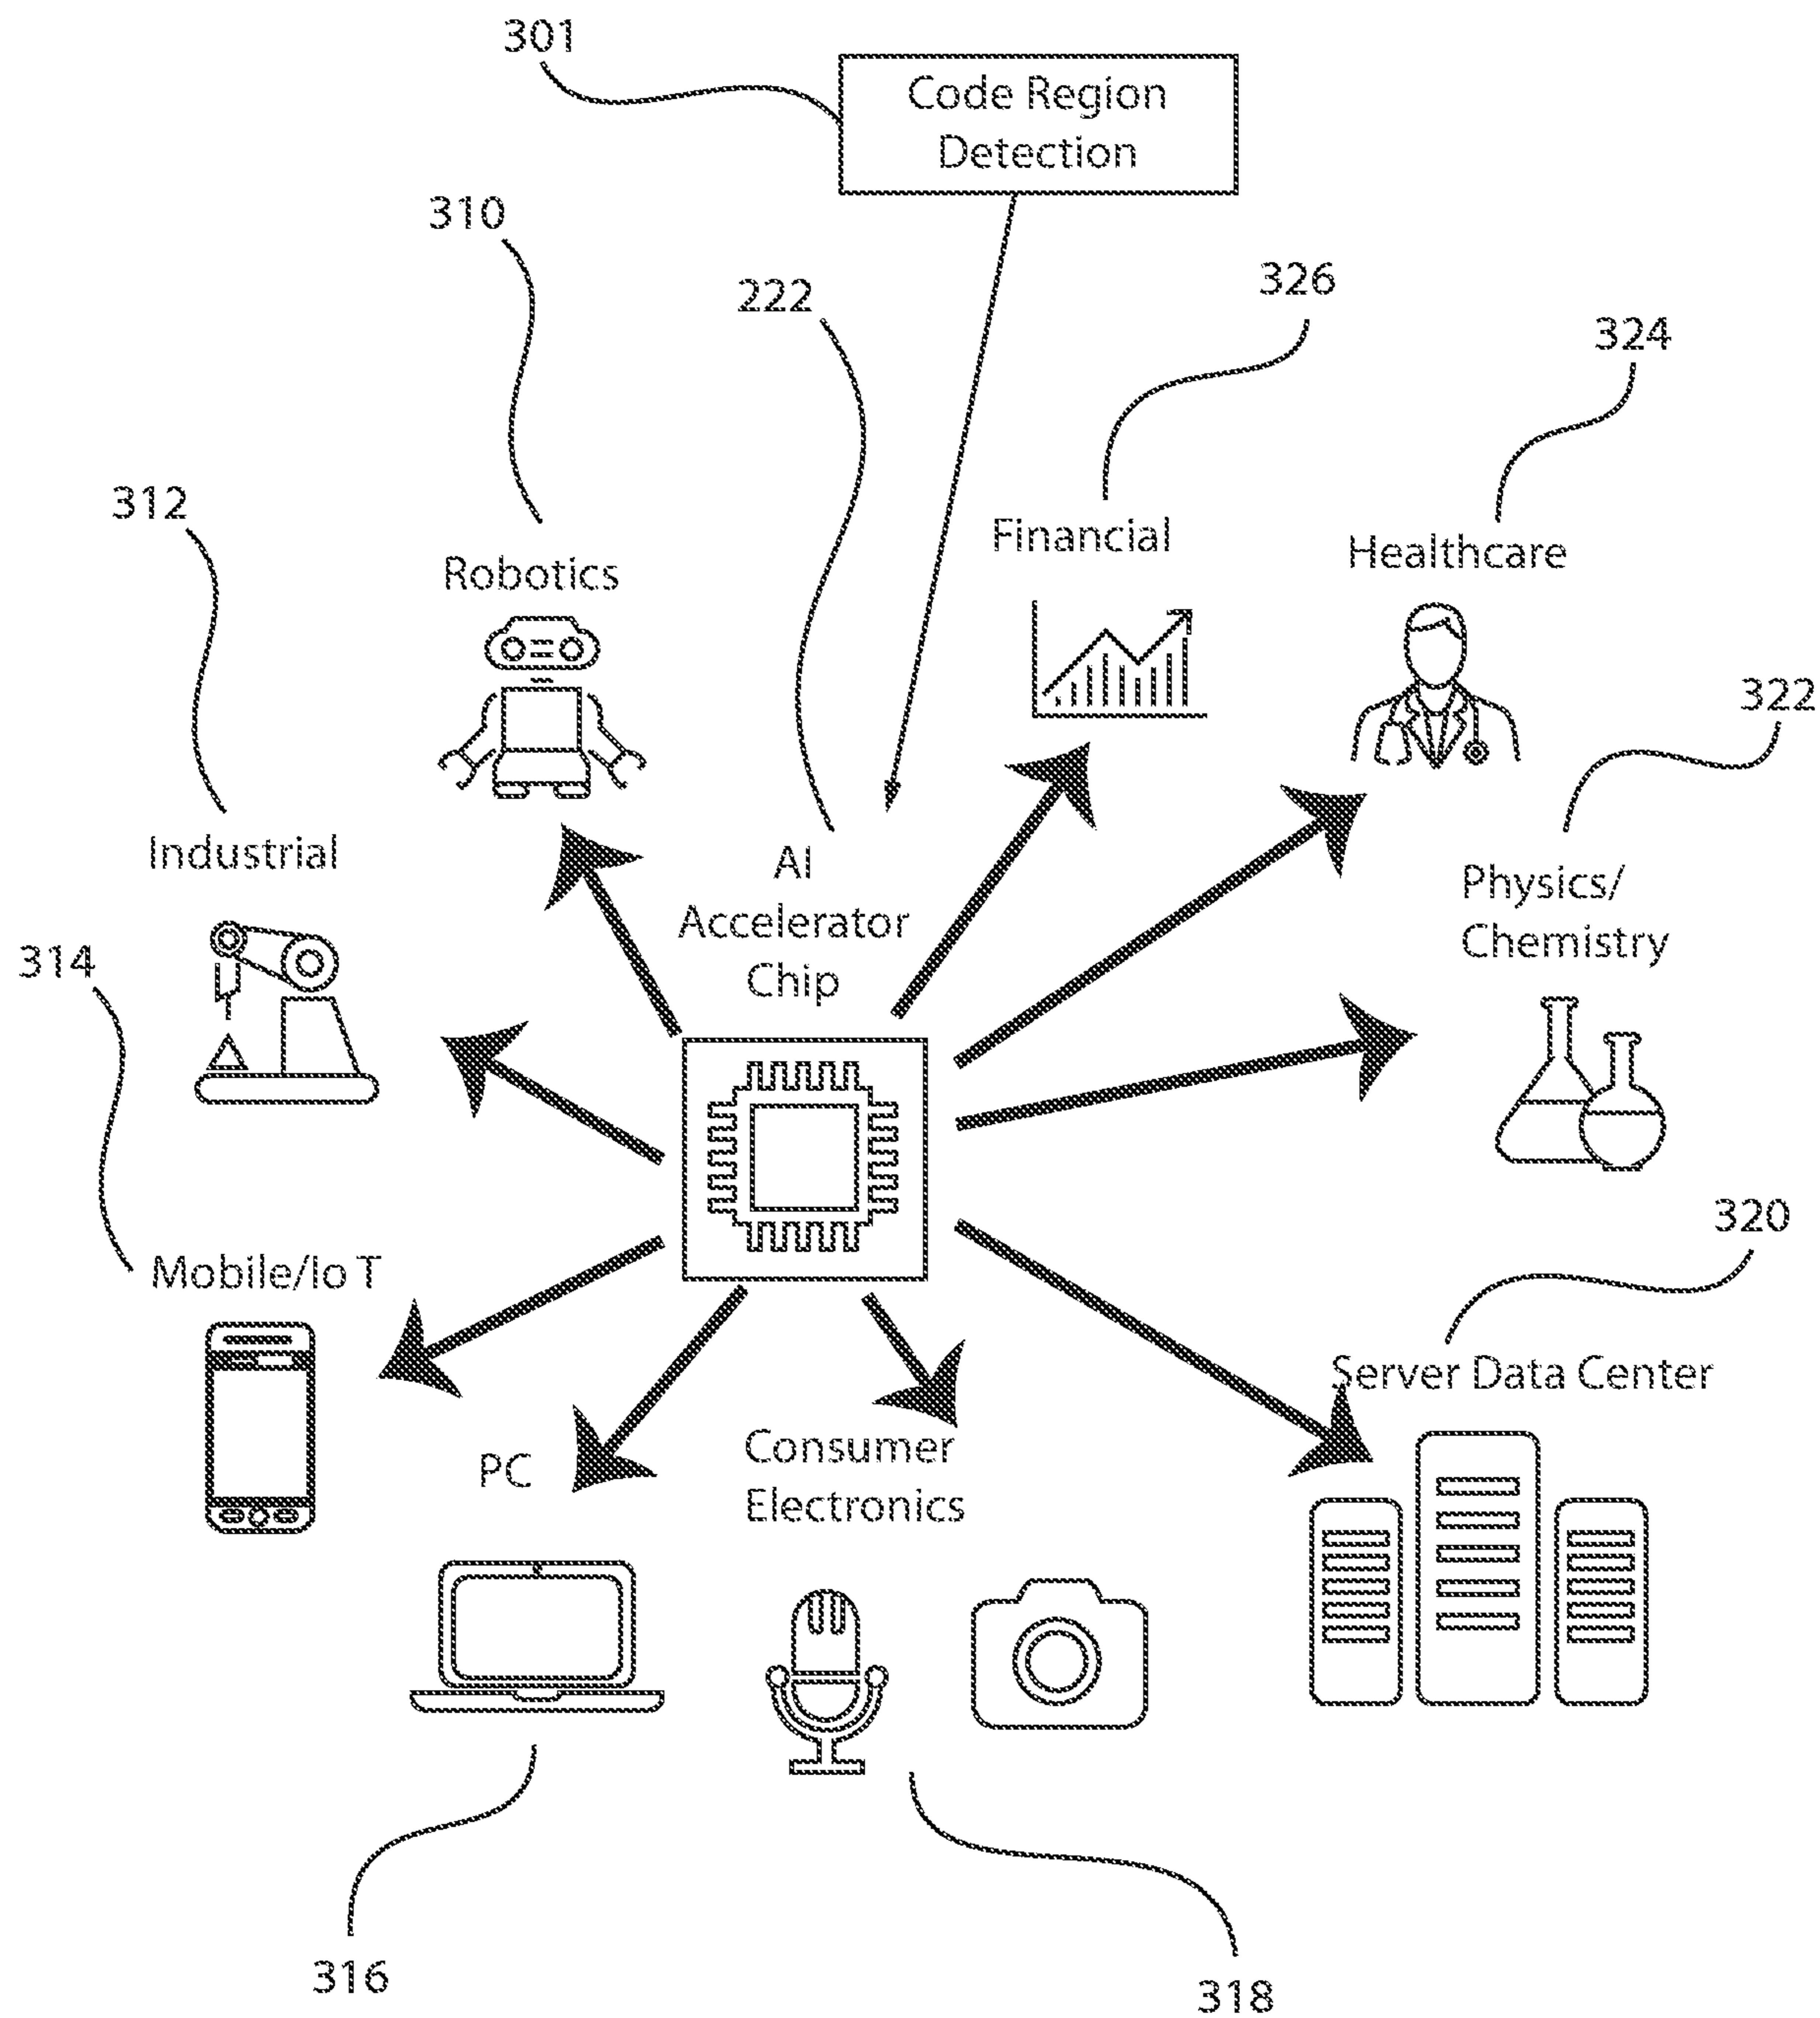 301
Code Region
Detection
310
222
326
324
312
Financial
Healthcare
Robotics
322
Industrial
AI
Accelerator
Chip
Physics/
Chemistry
314
320
Mobile/Io T
Server Data Center
PC
Consumer
Electronics
316
318